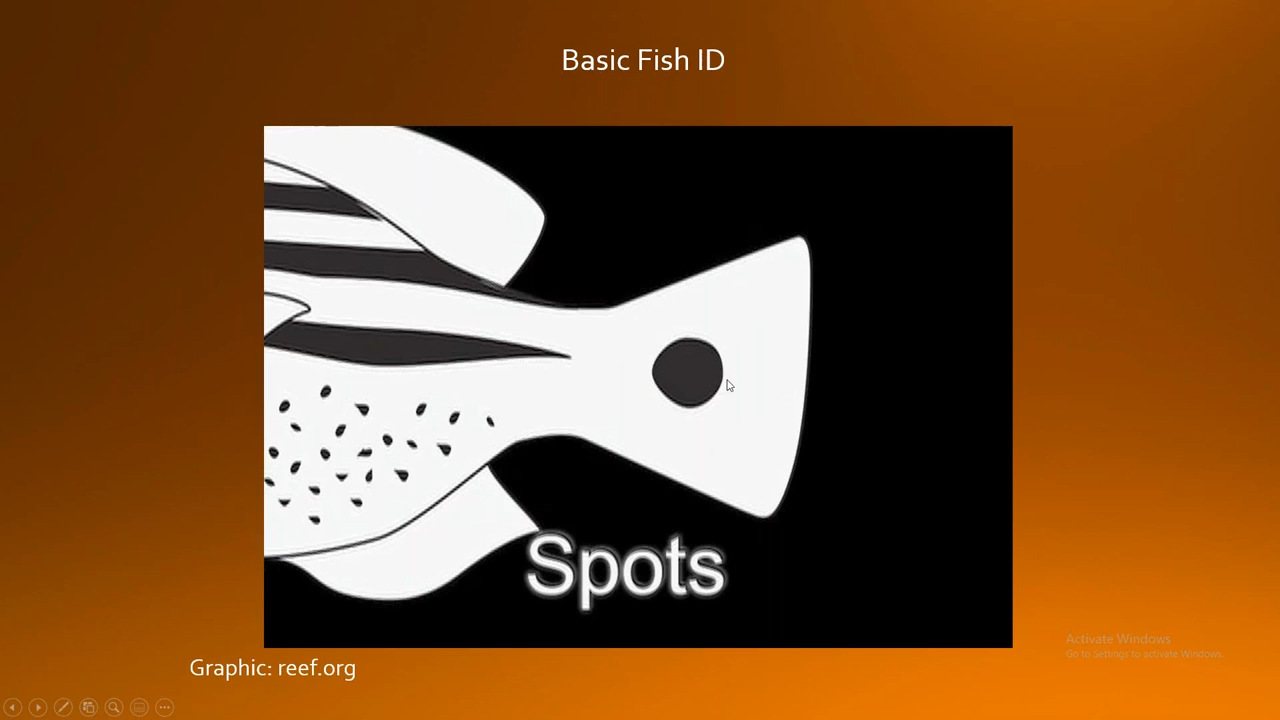 Basic Fish ID
Spots
Activate Windows
Go to Settings to activate Windows.
Graphic: reef.org